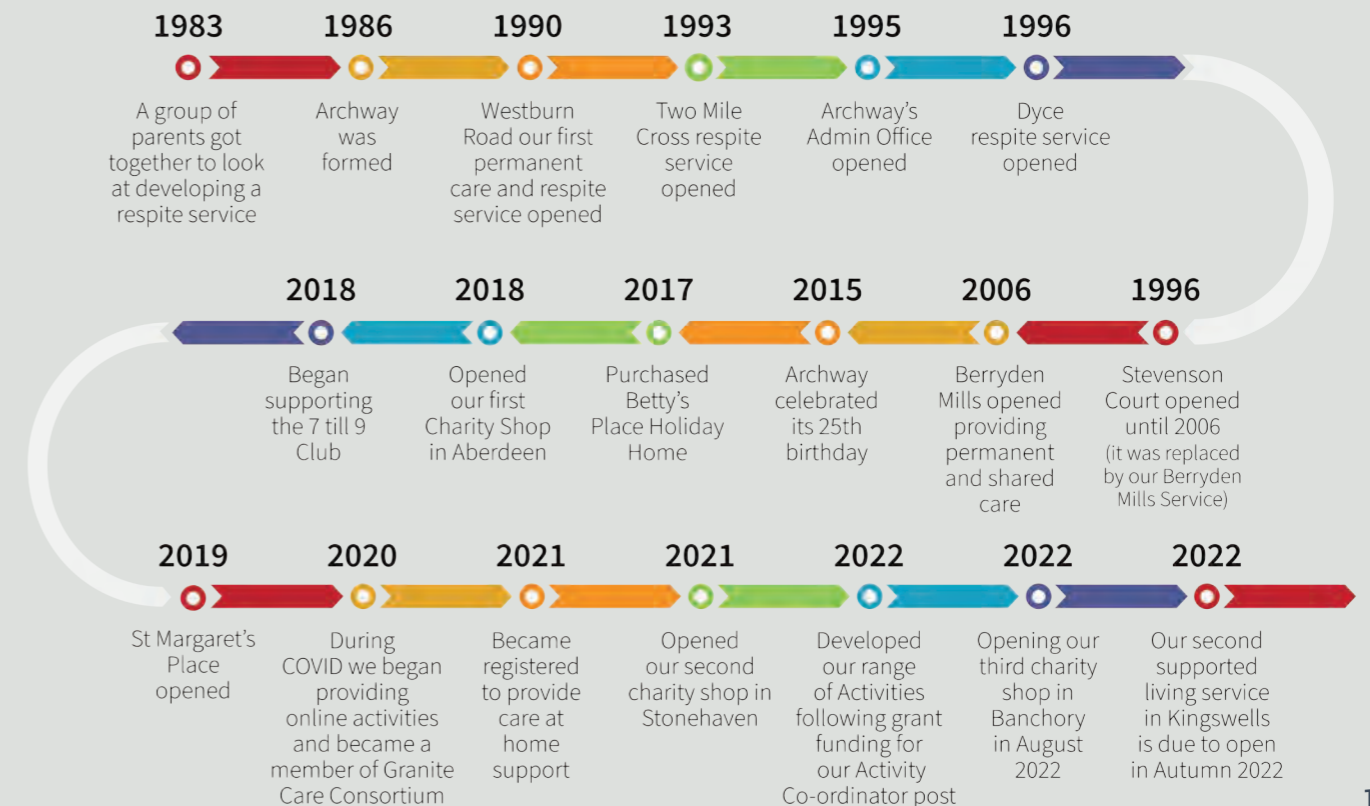 1983
A group of
parents got
together to look
at developing a
respite service
1986
Archway
was
formed
1990
Westburn
Road our first
permanent
care and respite
service opened
1993
Two Mile
Cross respite
service
opened
1995
Archway's
Admin Office
opened
1996
Dyce
respite service
opened
1996
Stevenson
Court opened
until 2006
(it was replaced
by our Berryden
Mills Service)
2006
Berryden
Mills opened
providing
permanent
and shared
care
2015
Archway
celebrated
its 25th
birthday
2017
Purchased
Betty's
Place Holiday
Home
2018
Opened
our first
Charity Shop
in Aberdeen
2018
Began
supporting
the 7 till 9
Club
2019
St Margaret's
Place
opened
2020
During
COVID we began
providing
online activities
and became a
member of Granite
Care Consortium
2021
Became
registered
to provide
care at
home
support
2021
Opened
our second
charity shop in
Stonehaven
2022
Developed
our range
of Activities
following grant
funding for
our Activity
Co-ordinator post
2022
Opening our
third charity
shop in
Banchory
in August
2022
2022
Our second
supported
living service
in Kingswells
is due to open
in Autumn 2022